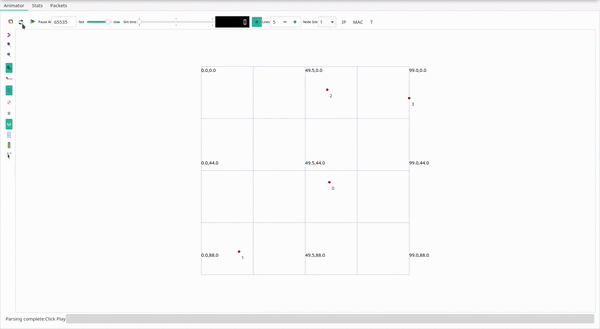 Animator Stats Packets
Pause At 65535 Fast Slow Sim time 0 Lines 5 Node Size 1 IP MAC T
0.0,0.0 49.5,0.0 99.0,0.0
2
3
0.0,44.0 49.5,44.0 99.0,44.0
0
0.0,88.0 49.5,88.0 99.0,88.0
1
Parsing complete:Click Play